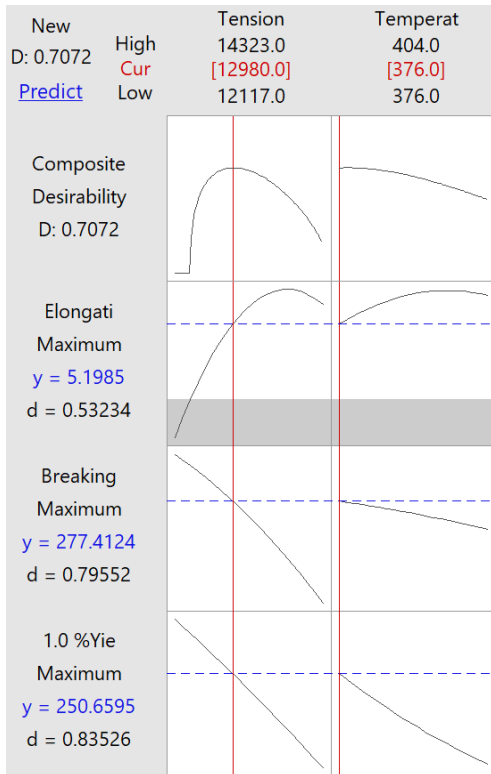 New
D: 0.7072
Predict
High
Cur
Low
Tension
14323.0
[12980.0]
12117.0
Temperat
404.0
[376.0]
376.0
Composite
Desirability
D: 0.7072
Elongati
Maximum
y = 5.1985
d = 0.53234
Breaking
Maximum
y = 277.4124
d = 0.79552
1.0 %Yie
Maximum
y = 250.6595
d = 0.83526